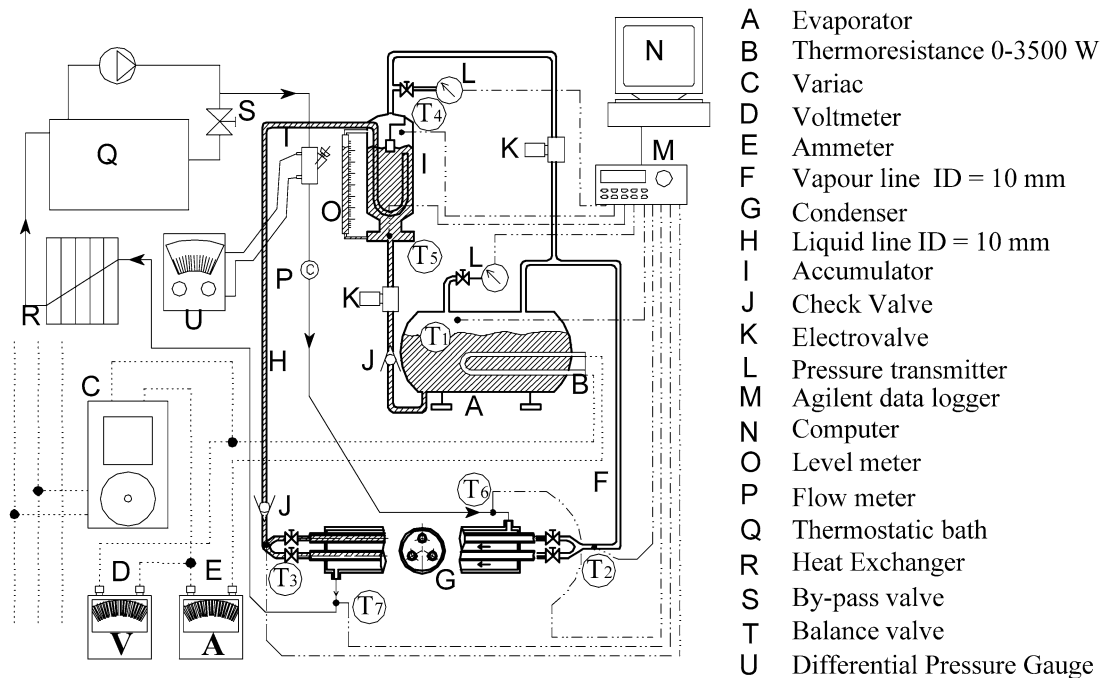 N
L
T4
S
Q
T
K
I
M
O
T5
L
P
C
K
R
U
T1
H
J
C
B
A
T6
F
J
D
E
T3
G
T2
T7
V
A
A Evaporator
B Thermoresistance 0-3500 W
C Variac
D Voltmeter
E Ammeter
F Vapour line ID = 10 mm
G Condenser
H Liquid line ID = 10 mm
I Accumulator
J Check Valve
K Electrovalve
L Pressure transmitter
M Agilent data logger
N Computer
O Level meter
P Flow meter
Q Thermostatic bath
R Heat Exchanger
S By-pass valve
T Balance valve
U Differential Pressure Gauge